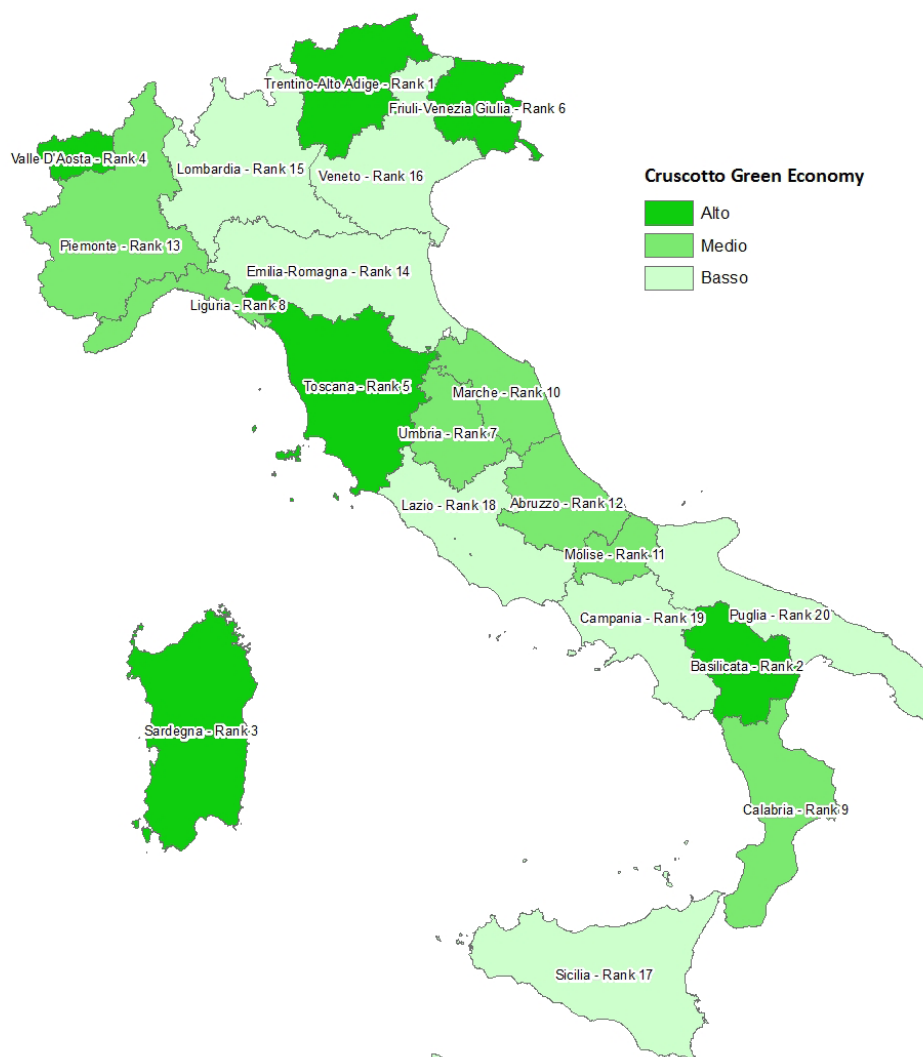 Trentino-Alto Adige - Rank 1
Friuli-Venezia Giulia - Rank 6
Valle D'Aosta - Rank 4
Lombardia - Rank 15
Veneto - Rank 16
Cruscotto Green Economy
Alto
Medio
Basso
Piemonte - Rank 13
Emilia-Romagna - Rank 14
Liguria - Rank 8
Toscana - Rank 5
Marche - Rank 10
Umbria - Rank 7
Lazio - Rank 18
Abruzzo - Rank 12
Molise - Rank 11
Campania - Rank 19
Puglia - Rank 20
Basilicata - Rank 2
Sardegna - Rank 3
Calabria - Rank 9
Sicilia - Rank 17